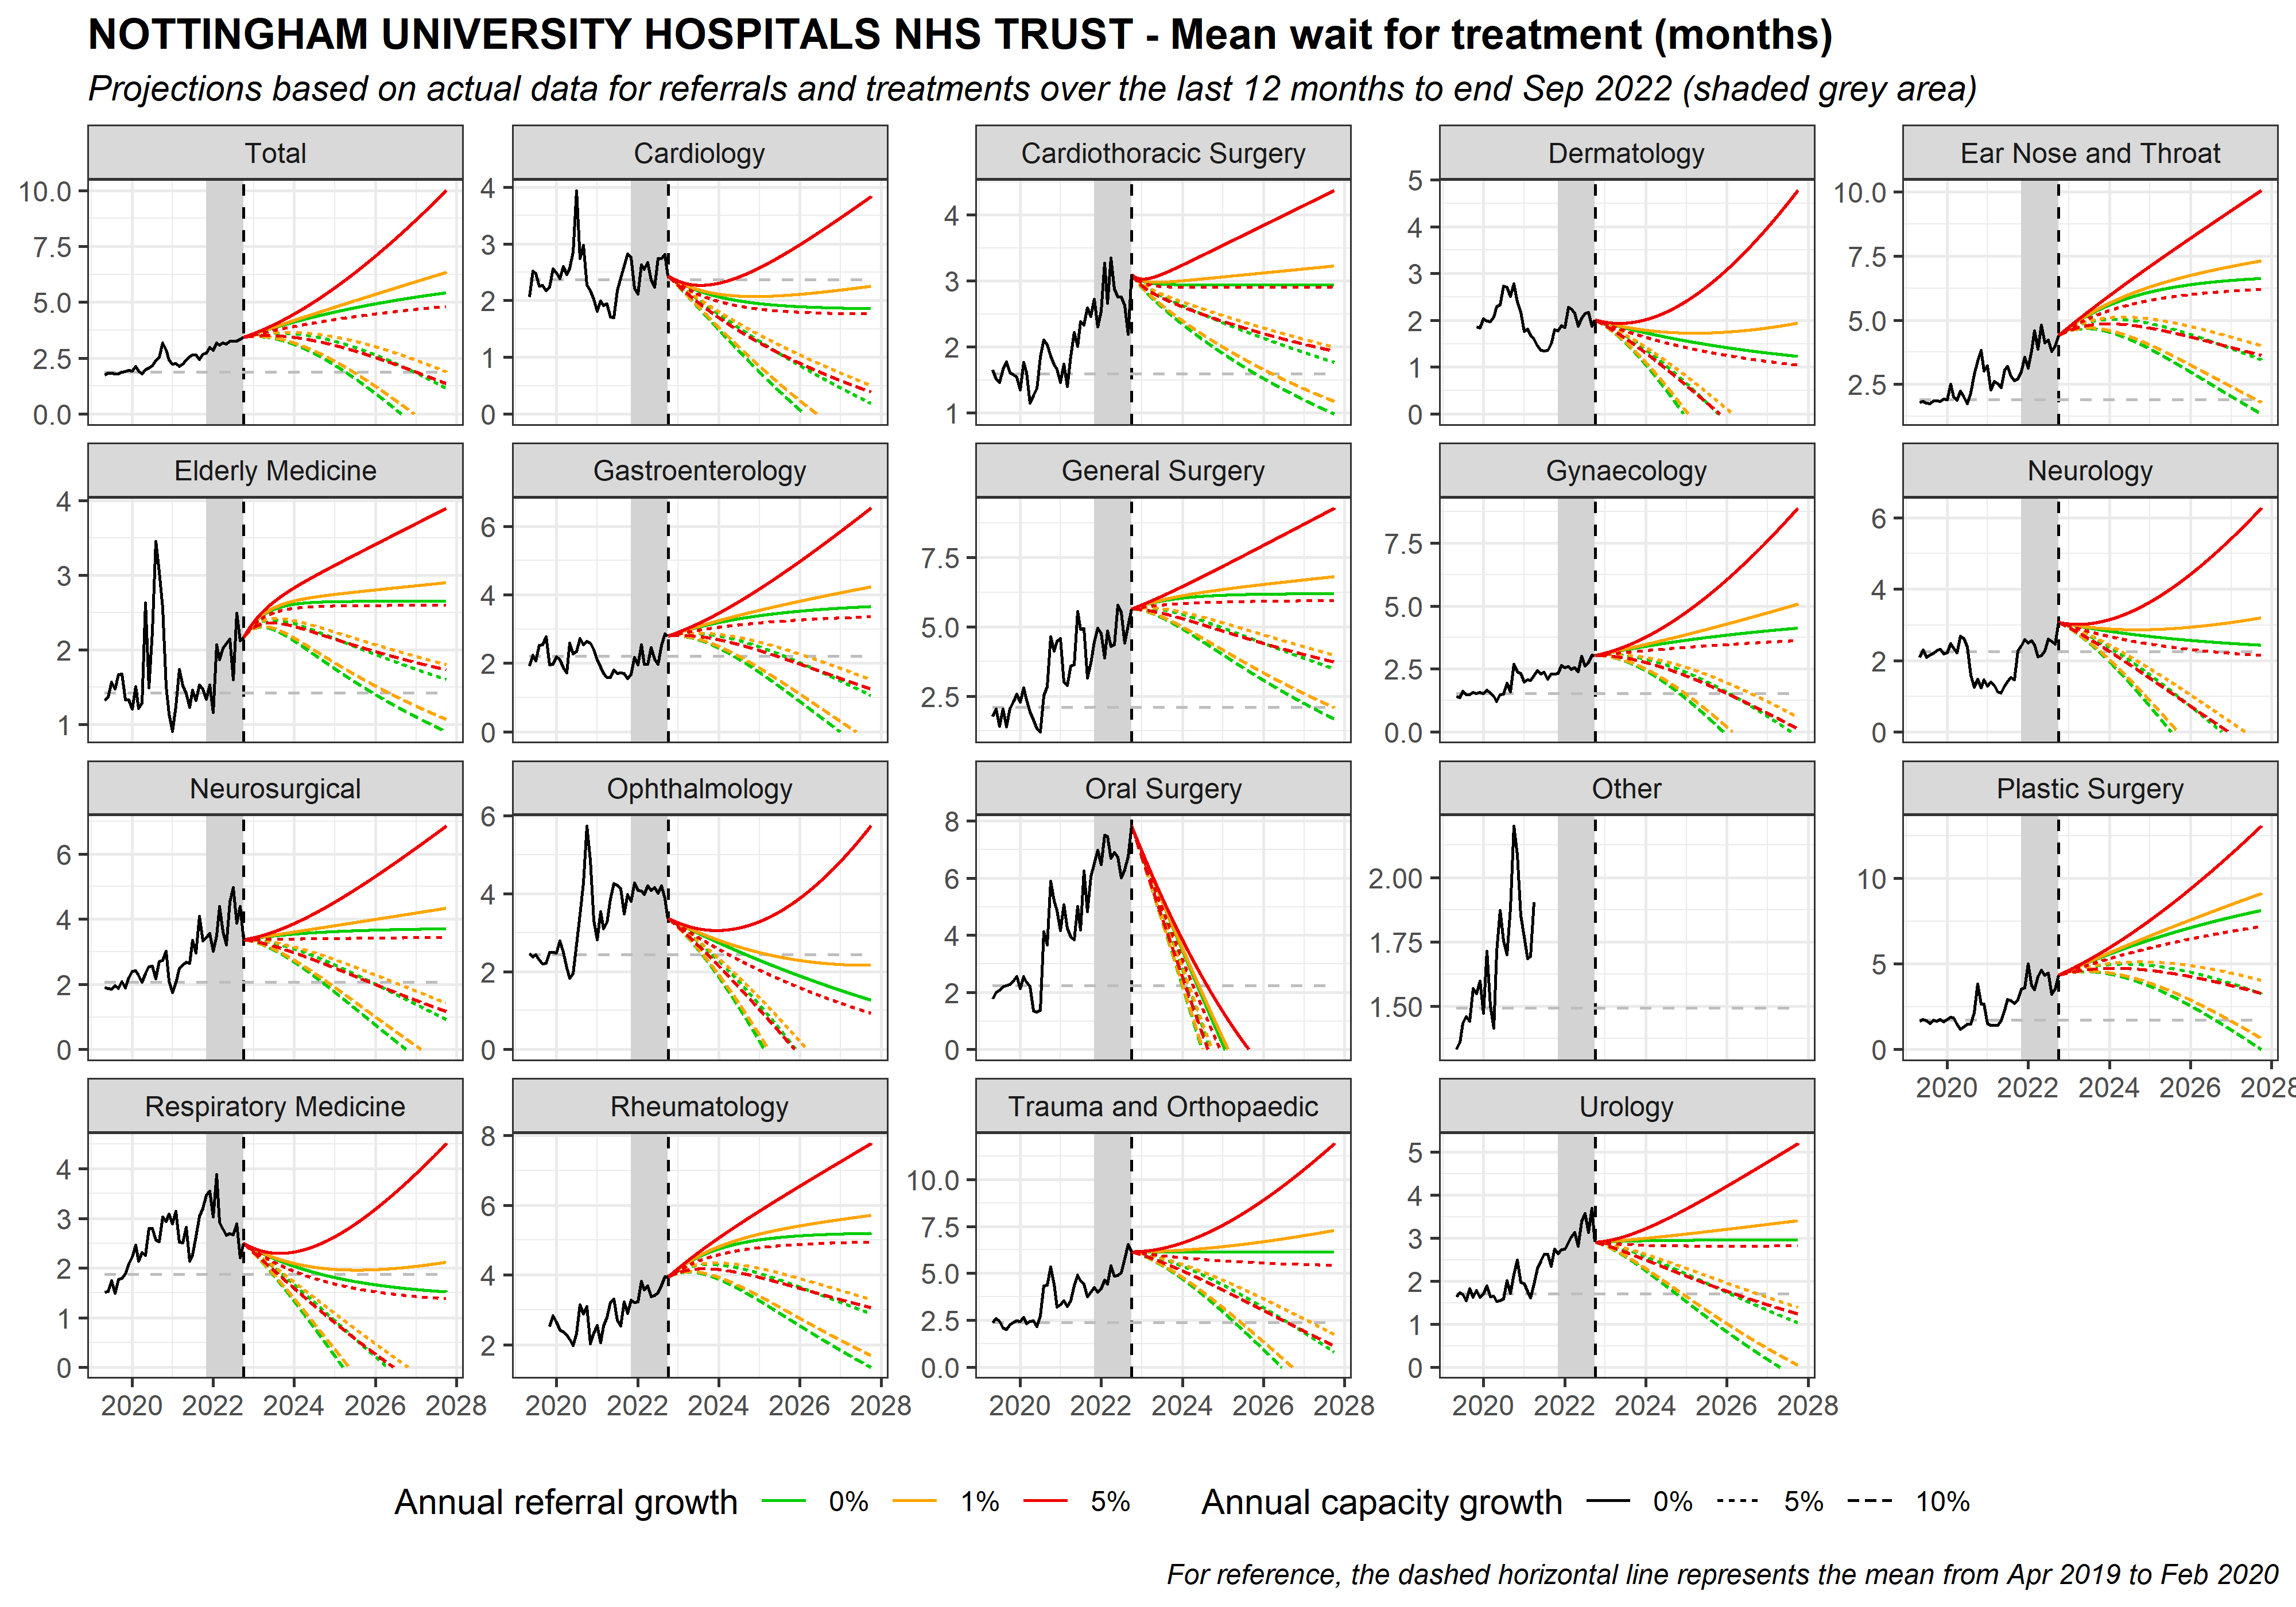 NOTTINGHAM UNIVERSITY HOSPITALS NHS TRUST - Mean wait for treatment (months)
Projections based on actual data for referrals and treatments over the last 12 months to end Sep 2022 (shaded grey area)
Total Cardiology Cardiothoracic Surgery Dermatology Ear Nose and Throat
10.0 4 4 5 10.0
7.5 3 3 4 7.5
5.0 2 2 3 5.0
2.5 1 1 2 2.5
0.0 0 1
0
Elderly Medicine Gastroenterology General Surgery Gynaecology Neurology
4 6 7.5 7.5 6
3 4 5.0 5.0 4
2 2 2.5 2.5 2
1 0 0.0 0
Neurosurgical Ophthalmology Oral Surgery Other Plastic Surgery
6 6 8 2.00 10
4 4 6 1.75 5
2 2 4 1.50 0
0 0 2
0
2020 2022 2024 2026 2028
Respiratory Medicine Rheumatology Trauma and Orthopaedic Urology
4 8 10.0 5
3 6 7.5 4
2 4 5.0 3
1 2 2.5 2
0 0.0 1
0
2020 2022 2024 2026 2028 2020 2022 2024 2026 2028 2020 2022 2024 2026 2028 2020 2022 2024 2026 2028
Annual referral growth 0% 1% 5% Annual capacity growth 0% 5% 10%
For reference, the dashed horizontal line represents the mean from Apr 2019 to Feb 2020